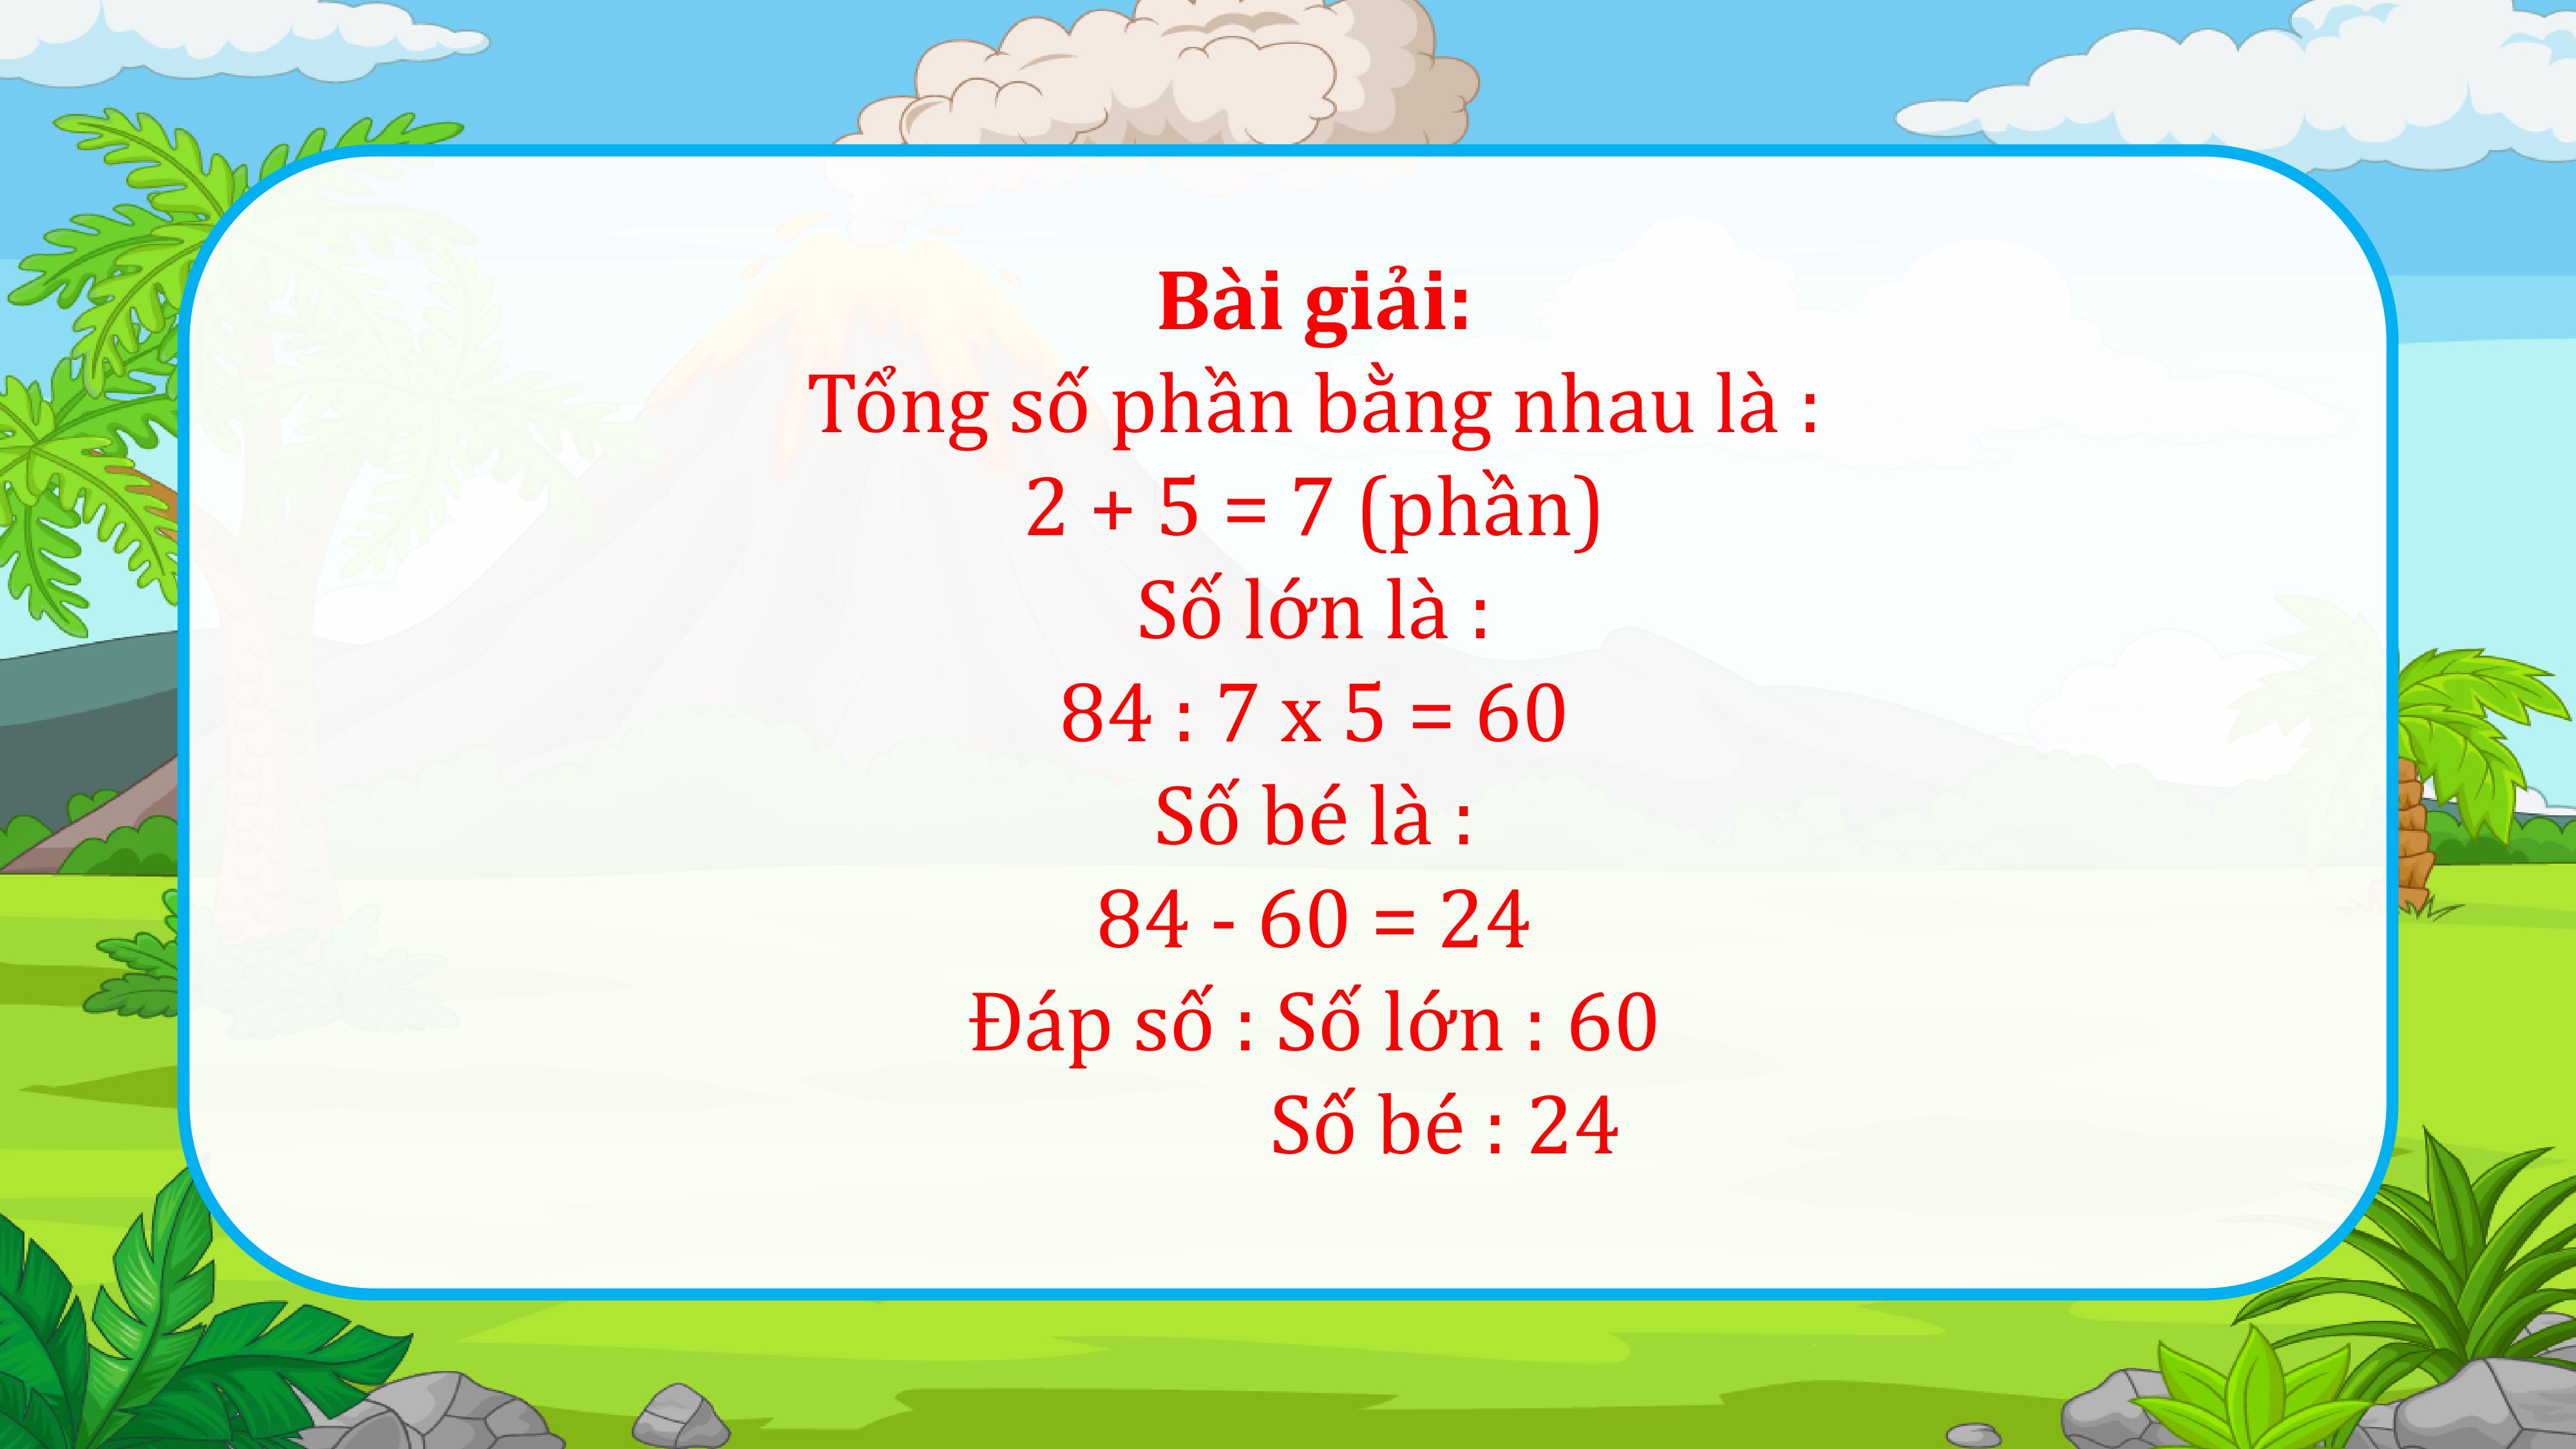 Bài giải:
Tổng số phần bằng nhau là :
2 + 5 = 7 (phần)
Số lớn là :
84 : 7 x 5 = 60
Số bé là :
84 - 60 = 24
Đáp số : Số lớn : 60
Số bé : 24